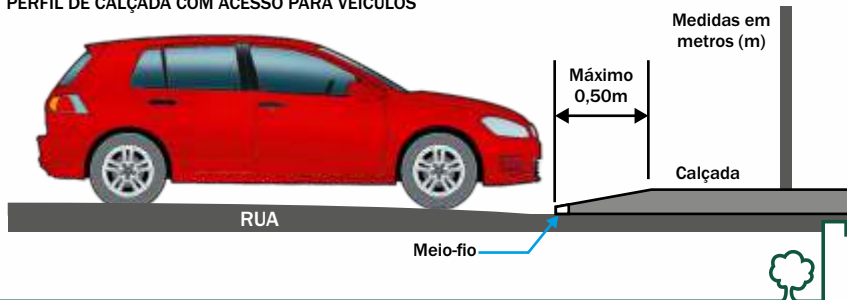 PERFIL DE CALÇADA COM ACESSO PARA VEÍCULOS
Medidas em
metros (m)
Máximo
0,50m
Calçada
RUA
Meio-fio